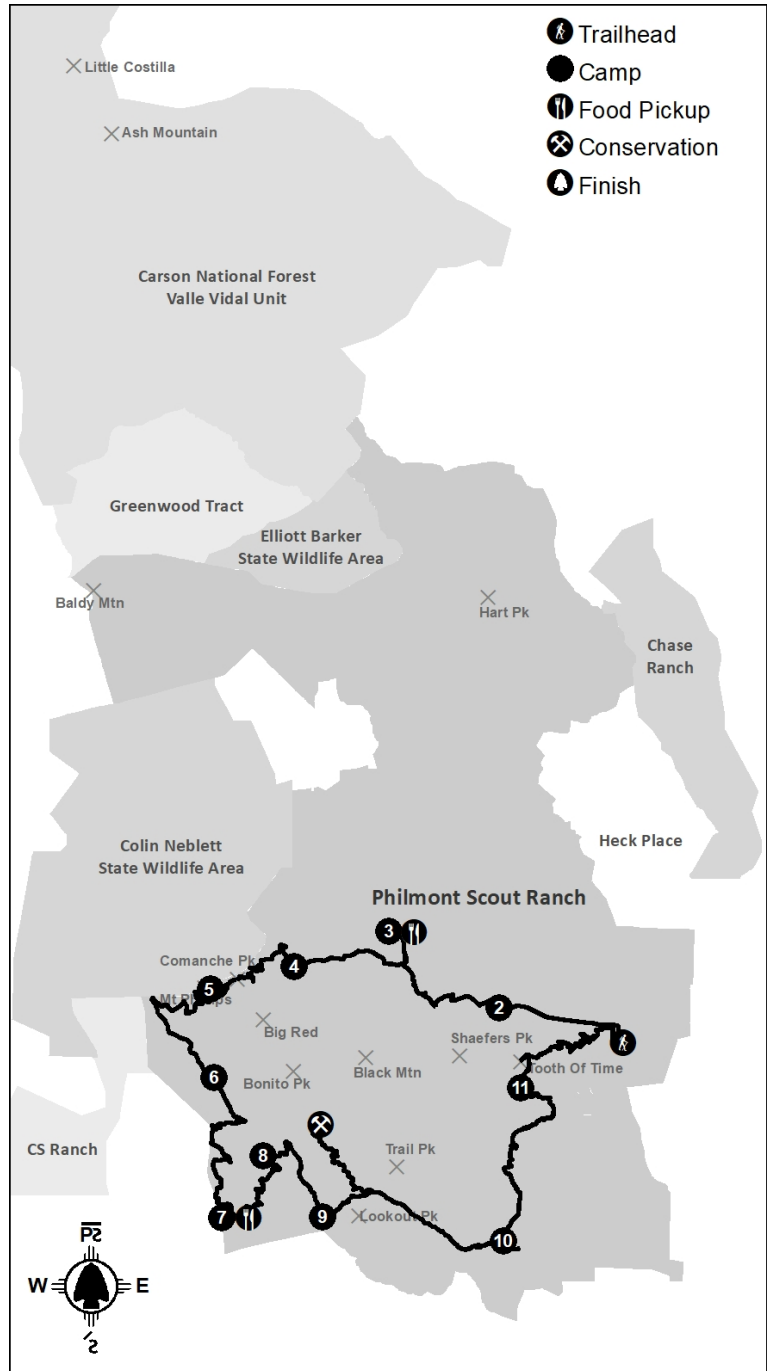 Trailhead
Camp
Food Pickup
Conservation
Finish
Little Costilla
Ash Mountain
Carson National Forest
Valle Vidal Unit
Greenwood Tract
Elliott Barker
State Wildlife Area
Baldy Mtn
Hart Pk
Chase
Ranch
Colin Neblett
State Wildlife Area
Heck Place
Philmont Scout Ranch
3
Comanche Pk
4
5
Mt Phillips
2
Big Red
Shaefers Pk
Black Mtn
Tooth Of Time
Bonito Pk
6
11
CS Ranch
8
Trail Pk
7
9
Lookout Pk
10
W
E